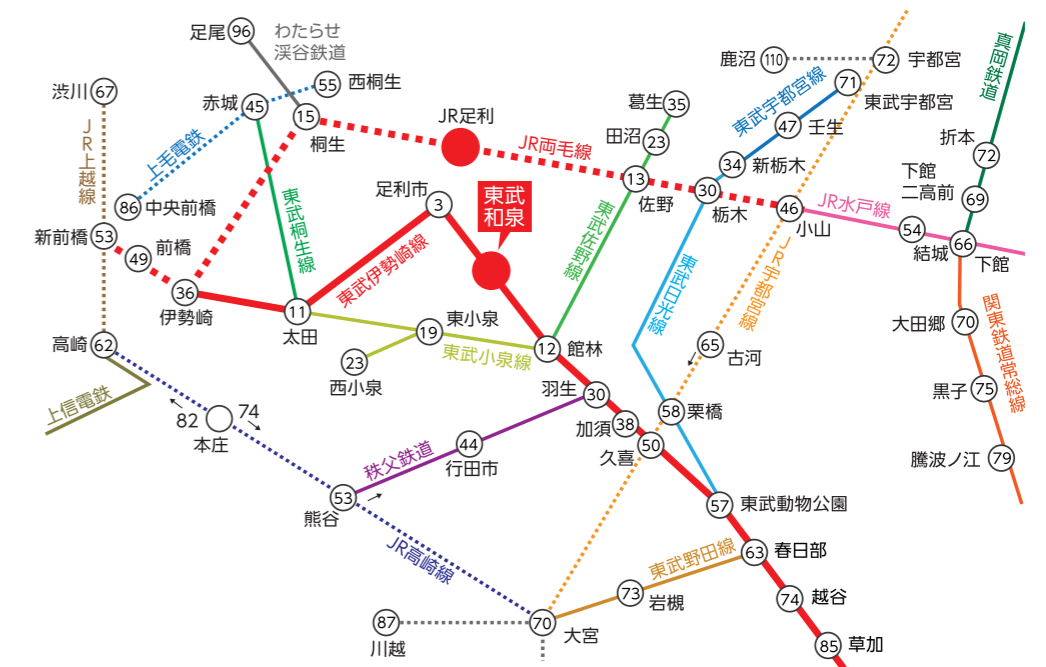 足尾
96
わたらせ
渓谷鉄道
渋川
67
赤城
45
55
西桐生
15
桐生
JR足利
JR両毛線
葛生
35
田沼
23
鹿沼
110
72
宇都宮
71
東武宇都宮
東武宇都宮線
47
壬生
34
新栃木
真岡鉄道
折本
72
下館
二高前
69
JR上越線
上毛電鉄
86
中央前橋
足利市
3
東武
和泉
13
佐野
30
栃木
46
小山
JR水戸線
54
結城
66
下館
新前橋
53
49
前橋
36
伊勢崎
東武桐生線
東武伊勢崎線
11
太田
東武佐野線
東武日光線
JR宇都宮線
19
東小泉
23
西小泉
東武小泉線
12
館林
65
古河
大田郷
70
関東鉄道常総線
黒子
75
騰波ノ江
79
高崎
62
上信電鉄
82
74
本庄
羽生
30
加須
38
58
栗橋
久喜
50
秩父鉄道
44
行田市
53
熊谷
JR高崎線
57
東武動物公園
63
春日部
東武野田線
73
岩槻
74
越谷
87
川越
70
大宮
85
草加